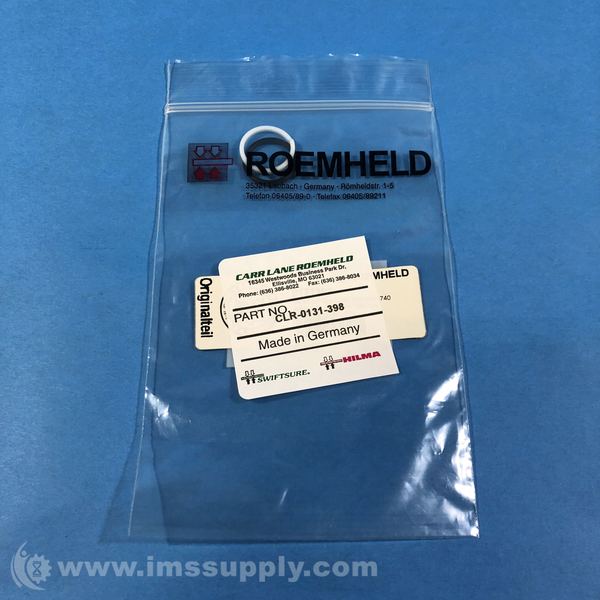 ROEMHELD
35321 Laubach · Germany · Römheldstr. 1-5
Telefon 06405/89-0 · Telefax 06405/89211
CARR LANE ROEMHELD
16345 Westwoods Business Park Dr.
Ellisville, MO 63021
Phone: (636) 386-8022 Fax: (636) 386-8034
PART NO. CLR-0131-398
Made in Germany
SWIFTSURE. HILMA
Originalteil
MHELD
740
www.imssupply.com